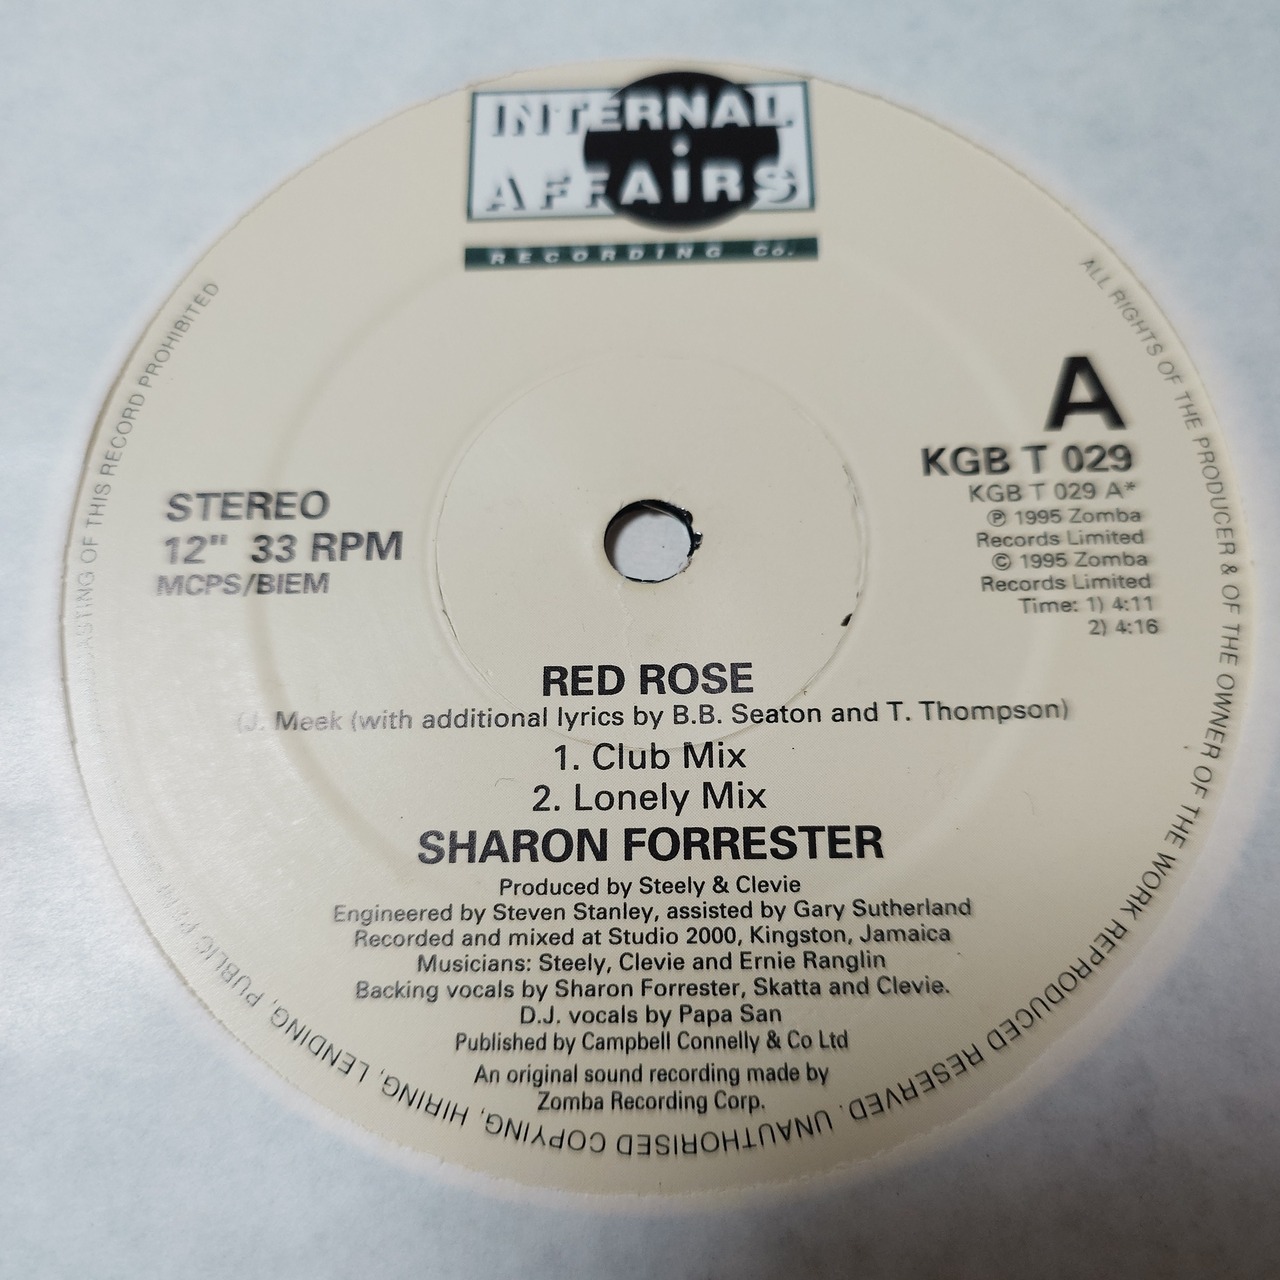 INTERNAL
AFFAIRS
RECORDING Co.
A
KGB T 029
KGB T 029 A*
℗ 1995 Zomba
Records Limited
© 1995 Zomba
Records Limited
Time: 1) 4:11
2) 4:16
STEREO
12" 33 RPM
MCPS/BIEM
RED ROSE
(J. Meek (with additional lyrics by B.B. Seaton and T. Thompson)
1. Club Mix
2. Lonely Mix
SHARON FORRESTER
Produced by Steely & Clevie
Engineered by Steven Stanley, assisted by Gary Sutherland
Recorded and mixed at Studio 2000, Kingston, Jamaica
Musicians: Steely, Clevie and Ernie Ranglin
Backing vocals by Sharon Forrester, Skatta and Clevie.
D.J. vocals by Papa San
Published by Campbell Connelly & Co Ltd
An original sound recording made by
Zomba Recording Corp.
ALL RIGHTS OF THE PRODUCER & OF THE OWNER OF THE WORK REPRODUCED RESERVED. UNAUTHORISED COPYING, HIRING, LENDING, PUBLIC OF THIS RECORD PROHIBITED